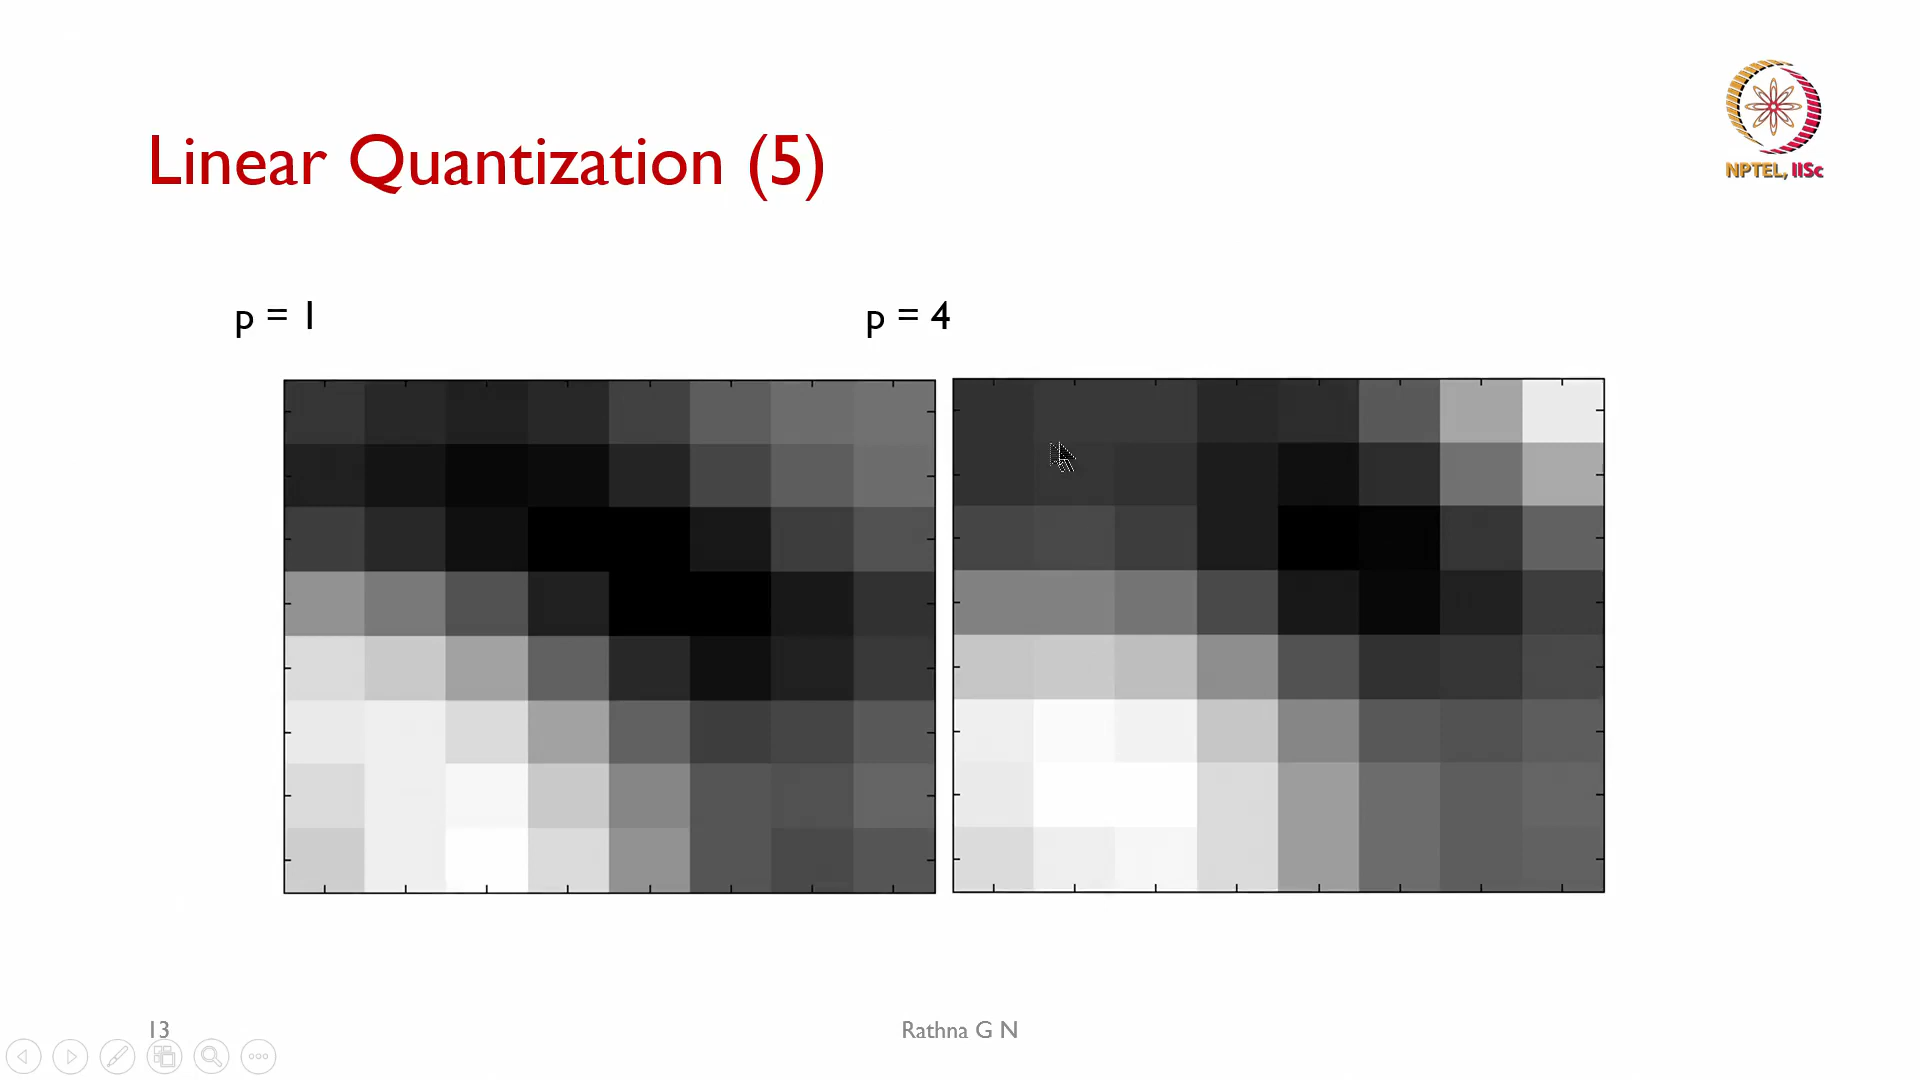 NPTEL, IISc
Linear Quantization (5)
p = 1
p = 4
13
Rathna G N